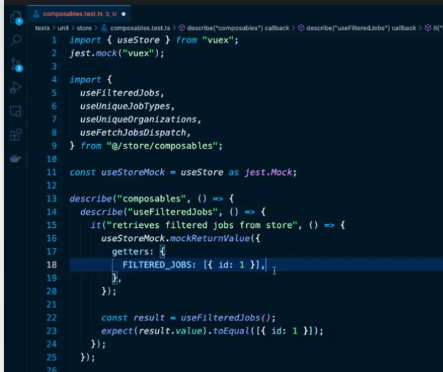 composables.test.ts 3, U
tests > unit > store > composables.test.ts > describe("composables") callback > describe("useFilteredJobs") callback > it("
1 import { useStore } from "vuex";
2 jest.mock("vuex");
3
4 import {
5 useFilteredJobs,
6 useUniqueJobTypes,
7 useUniqueOrganizations,
8 useFetchJobsDispatch,
9 } from "@/store/composables";
10
11 const useStoreMock = useStore as jest.Mock;
12
13 describe("composables", () => {
14 describe("useFilteredJobs", () => {
15 it("retrieves filtered jobs from store", () => {
16 useStoreMock.mockReturnValue({
17 getters: {
18 FILTERED_JOBS: [{ id: 1 }],
19 },
20 });
21
22 const result = useFilteredJobs();
23 expect(result.value).toEqual([{ id: 1 }]);
24 });
25 });
26